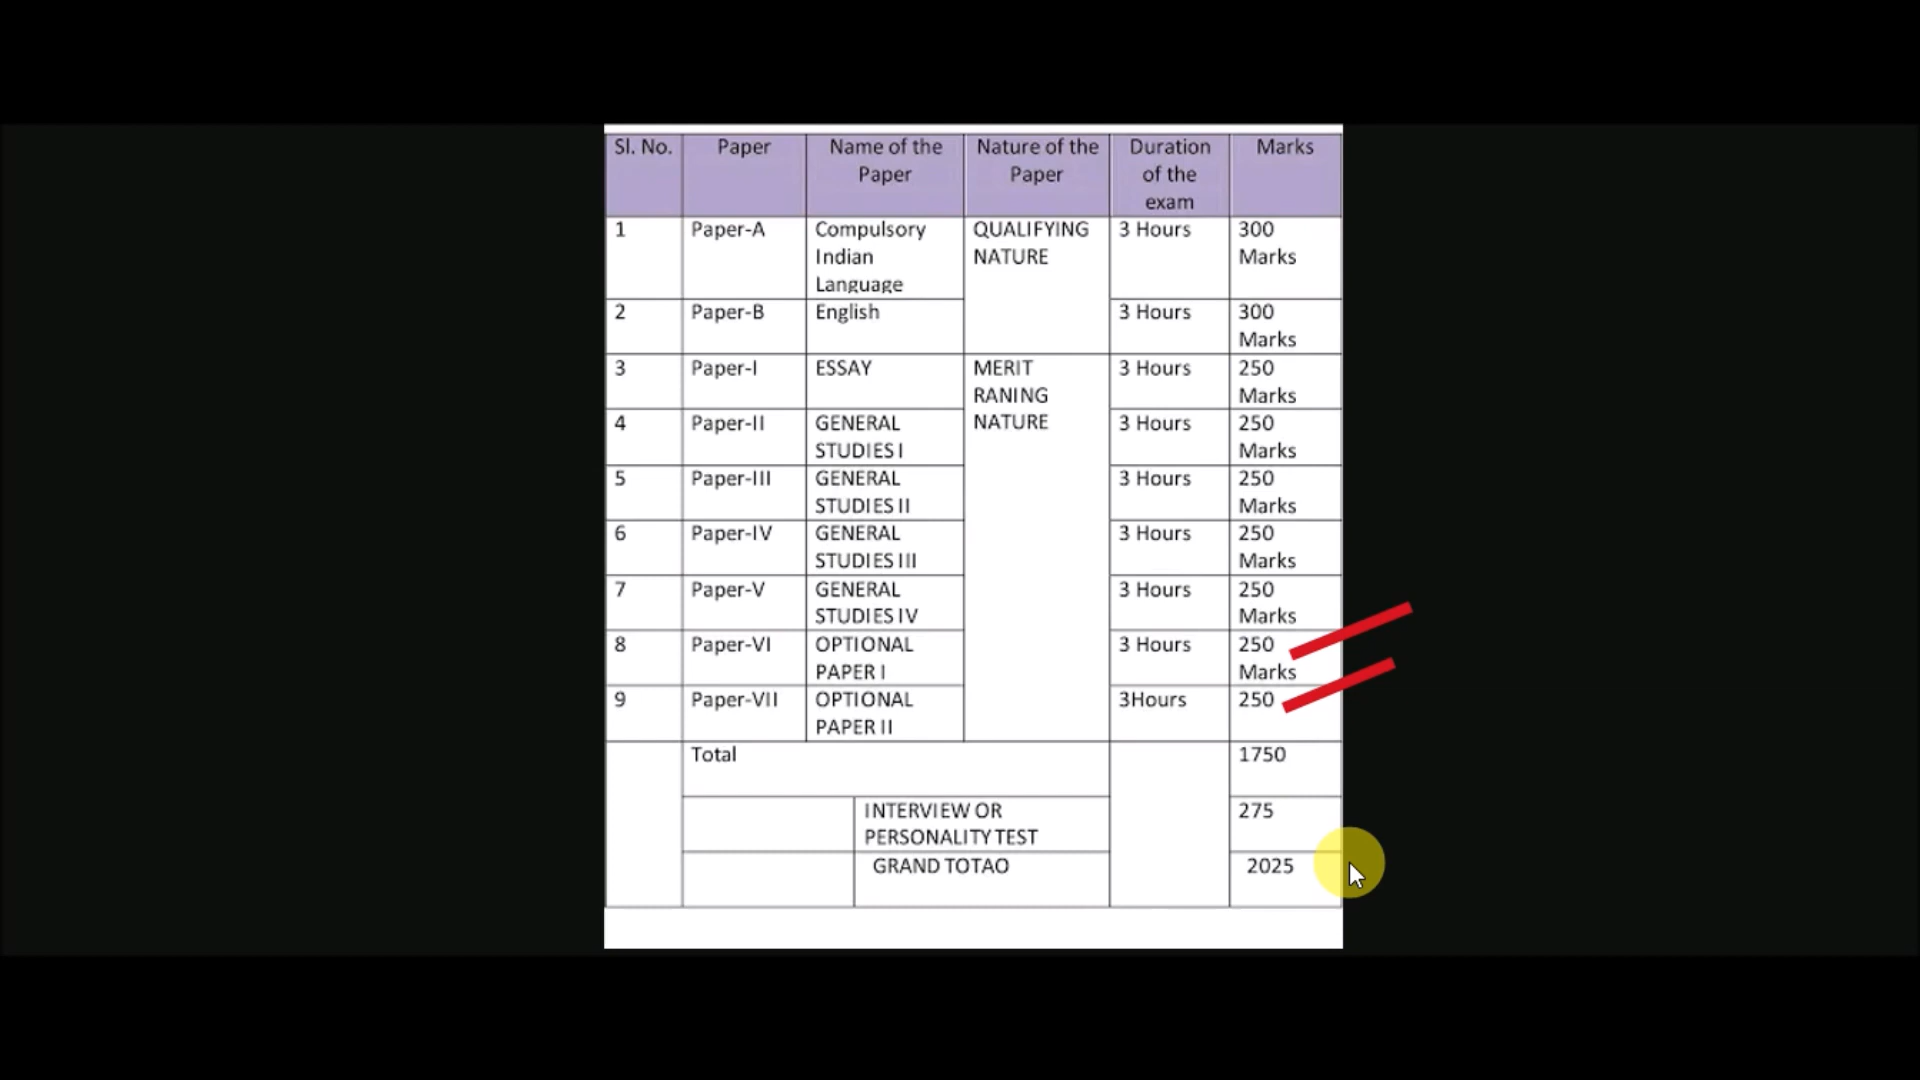 Sl. No. Paper Name of the Paper Nature of the Paper Duration of the exam Marks
1 Paper-A Compulsory Indian Language QUALIFYING NATURE 3 Hours 300 Marks
2 Paper-B English 3 Hours 300 Marks
3 Paper-I ESSAY MERIT RANING NATURE 3 Hours 250 Marks
4 Paper-II GENERAL STUDIES I 3 Hours 250 Marks
5 Paper-III GENERAL STUDIES II 3 Hours 250 Marks
6 Paper-IV GENERAL STUDIES III 3 Hours 250 Marks
7 Paper-V GENERAL STUDIES IV 3 Hours 250 Marks
8 Paper-VI OPTIONAL PAPER I 3 Hours 250 Marks
9 Paper-VII OPTIONAL PAPER II 3Hours 250
Total 1750
INTERVIEW OR PERSONALITY TEST 275
GRAND TOTAO 2025